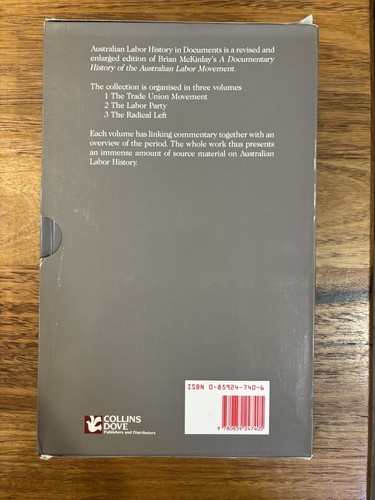 Australian Labor History in Documents is a revised and
enlarged edition of Brian McKinlay's A Documentary
History of the Australian Labor Movement.
The collection is organised in three volumes
1 The Trade Union Movement
2 The Labor Party
3 The Radical Left
Each volume has linking commentary together with an
overview of the period. The whole work thus presents
an immense amount of source material on Australian
Labor History.
ISBN 0-85924-740-6
9 780859 247405
COLLINS
DOVE
Publishers and Distributors